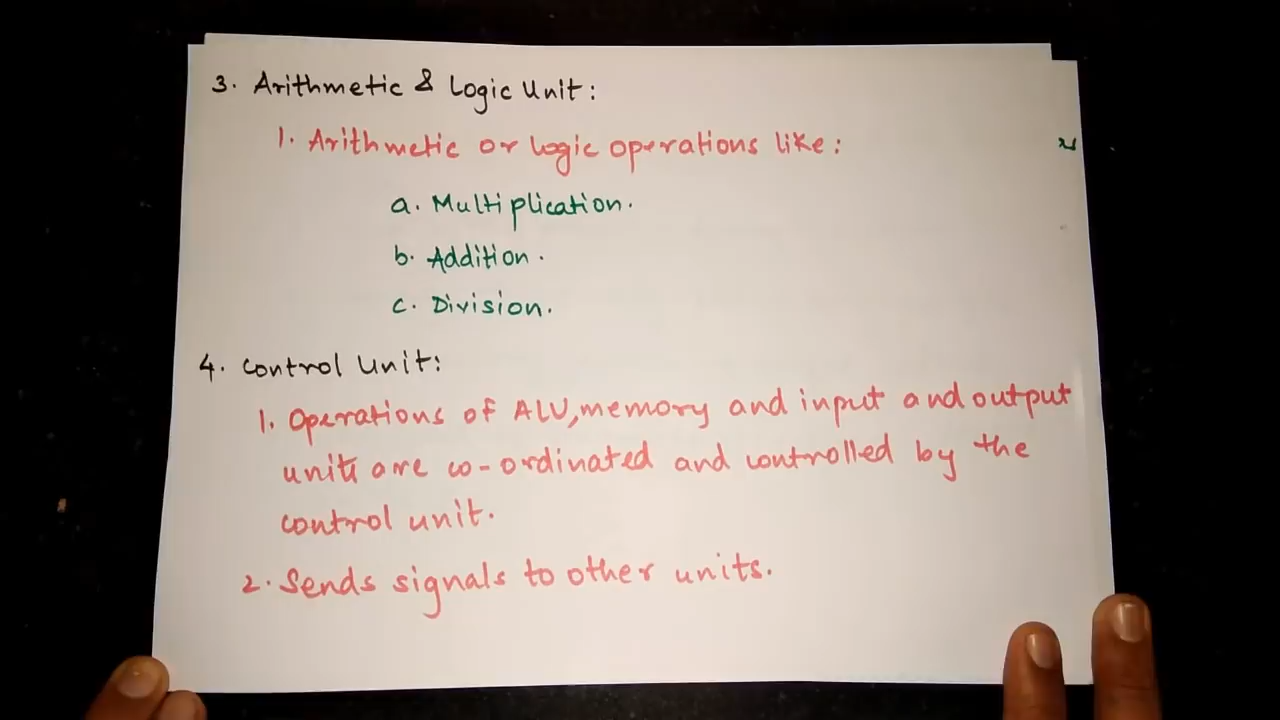 3. Arithmetic & Logic Unit:
1. Arithmetic or logic operations like:
a. Multiplication.
b. Addition.
c. Division.
4. Control Unit:
1. Operations of ALU, memory and input and output
units are co-ordinated and controlled by the
control unit.
2. Sends signals to other units.